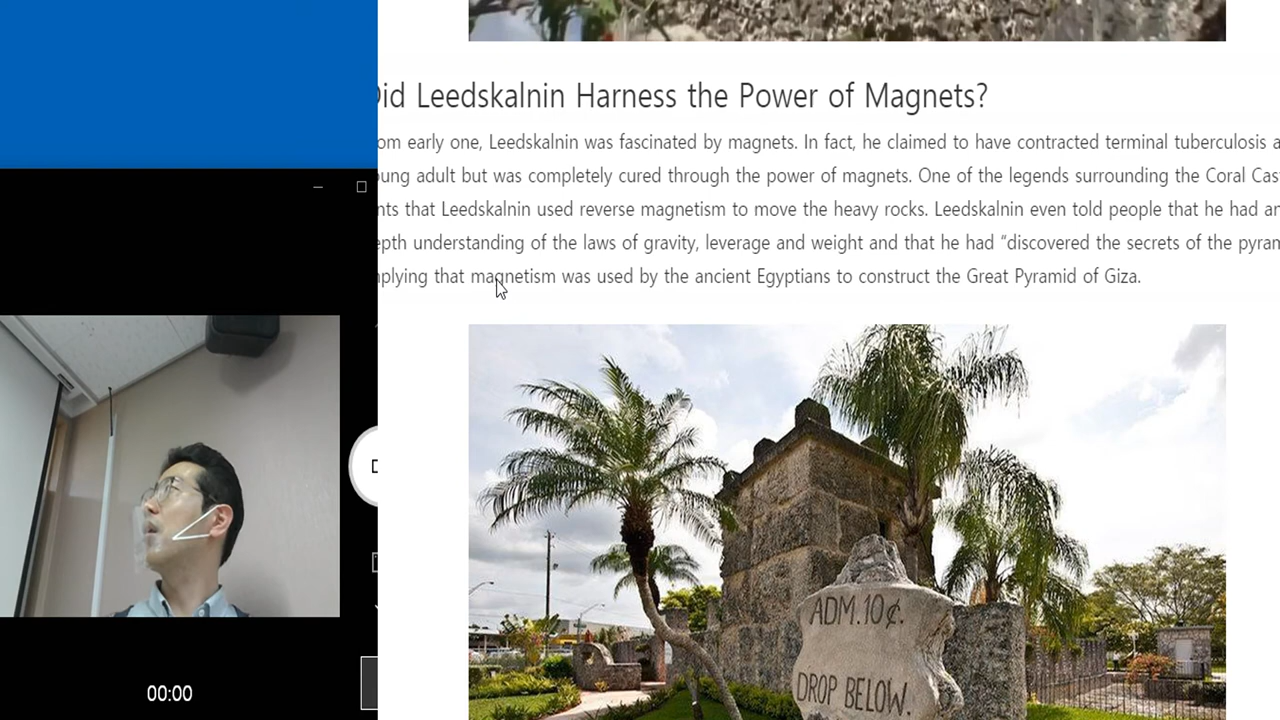 Did Leedskalnin Harness the Power of Magnets?
om early one, Leedskalnin was fascinated by magnets. In fact, he claimed to have contracted terminal tuberculosis a
ung adult but was completely cured through the power of magnets. One of the legends surrounding the Coral Cas
nts that Leedskalnin used reverse magnetism to move the heavy rocks. Leedskalnin even told people that he had an
epth understanding of the laws of gravity, leverage and weight and that he had “discovered the secrets of the pyram
plying that magnetism was used by the ancient Egyptians to construct the Great Pyramid of Giza.
ADM.10¢.
DROP BELOW.
00:00